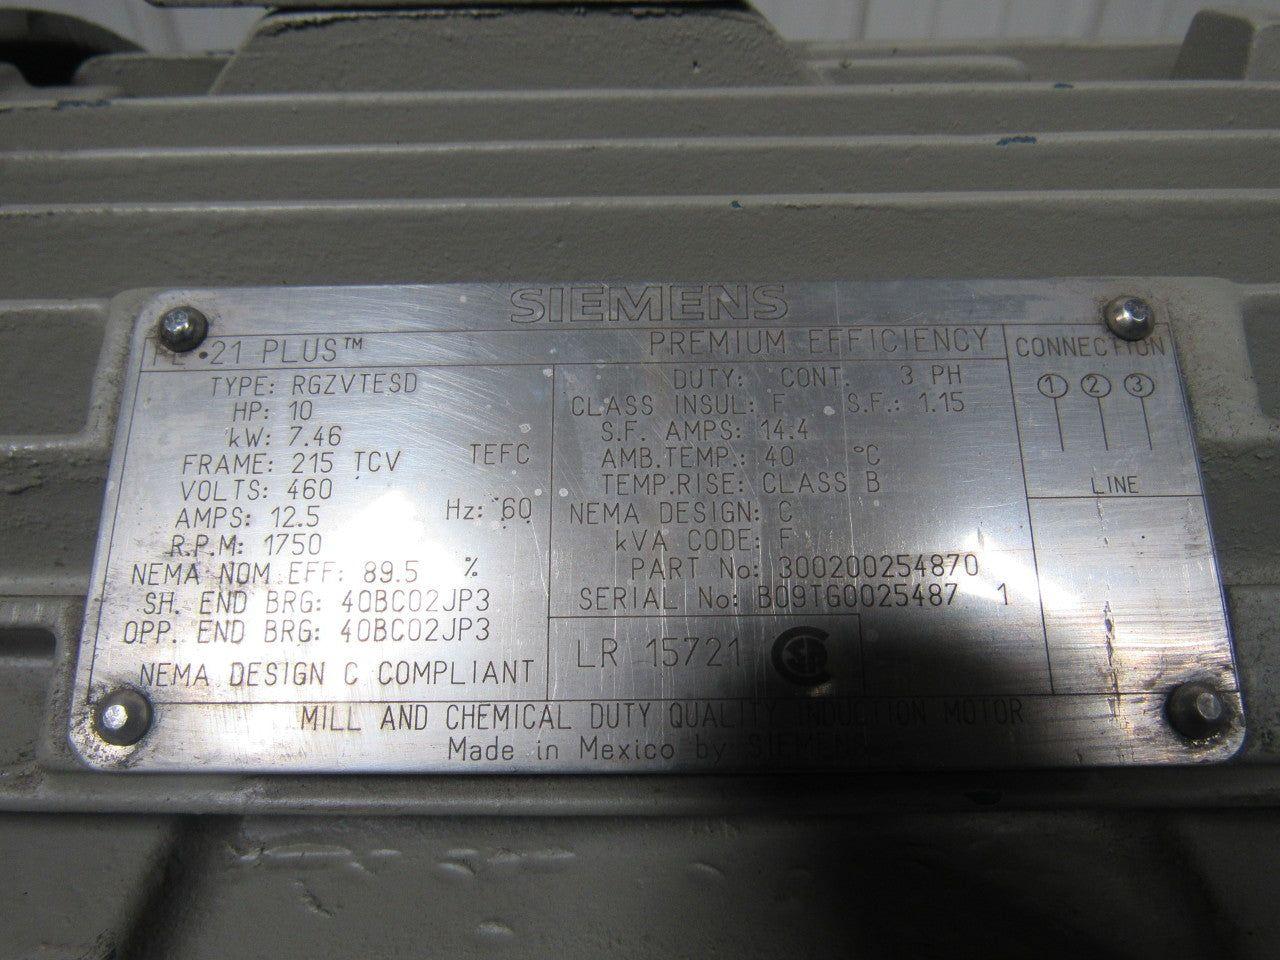 SIEMENS
PE•21 PLUS™ PREMIUM EFFICIENCY
TYPE: RGZVTESD
HP: 10
kW: 7.46
FRAME: 215 TCV TEFC
VOLTS: 460
AMPS: 12.5 Hz: 60
R.P.M: 1750
NEMA NOM.EFF: 89.5 %
SH. END BRG: 40BC02JP3
OPP. END BRG: 40BC02JP3
NEMA DESIGN C COMPLIANT
DUTY: CONT. 3 PH
CLASS INSUL: F S.F.: 1.15
S.F. AMPS: 14.4
AMB.TEMP.: 40 °C
TEMP.RISE: CLASS B
NEMA DESIGN: C
kVA CODE: F
PART No: 300200254870
SERIAL No: B09TG0025487 1
LR 15721 CSA
CONNECTION
1 2 3
LINE
MILL AND CHEMICAL DUTY QUALITY INDUCTION MOTOR
Made in Mexico by SIEMENS